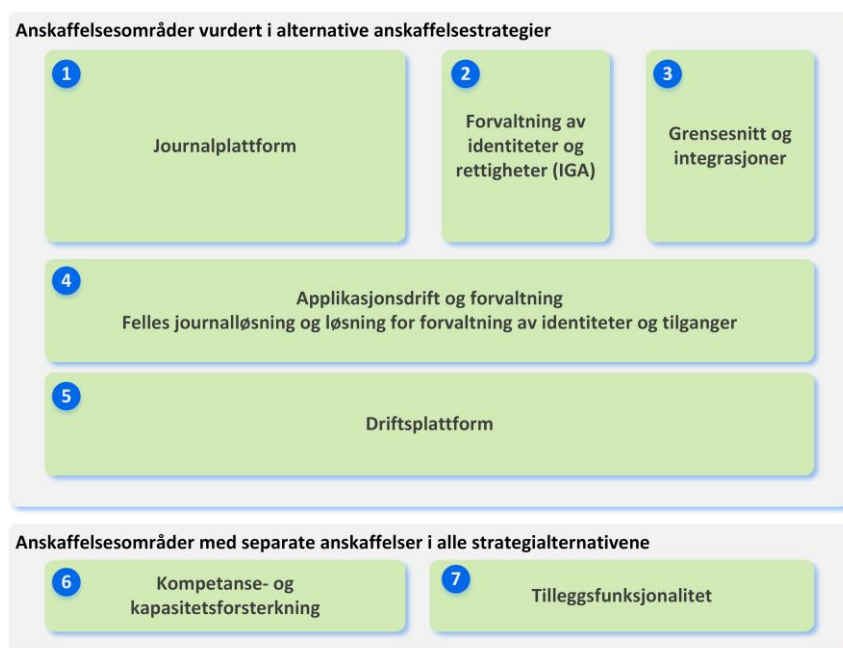 Anskaffelsesområder vurdert i alternative anskaffelsestrategier
1
Journalplattform
2
Forvaltning av
identiteter og
rettigheter (IGA)
3
Grensesnitt og
integrasjoner
4
Applikasjonsdrift og forvaltning
Felles journalløsning og løsning for forvaltning av identiteter og tilganger
5
Driftsplattform
Anskaffelsesområder med separate anskaffelser i alle strategialternativene
6
Kompetanse- og
kapasitetsforsterkning
7
Tilleggsfunksjonalitet